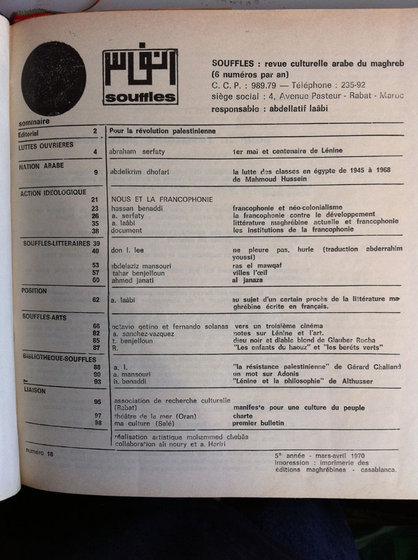 انفاس
souffles
SOUFFLES : revue culturelle arabe du maghreb
(6 numéros par an)
C. C. P. : 989.79 — Téléphone : 235-92
siège social : 4, Avenue Pasteur - Rabat - Maroc
responsable : abdellatif laâbi
sommaire
Editorial 2 Pour la révolution palestinienne
LUTTES OUVRIERES
4 abraham serfaty 1er mai et centenaire de Lénine
NATION ARABE
9 abdelkrim dhofari la lutte des classes en égypte de 1945 à 1968
de Mahmoud Hussein
ACTION IDEOLOGIQUE
21 NOUS ET LA FRANCOPHONIE
23 hassan benaddi francophonie et néo-colonialisme
26 a. serfaty la francophonie contre le développement
35 a. laâbi littérature maghrébine actuelle et francophonie
38 document les institutions de la francophonie
SOUFFLES-LITTERAIRES 39
40 don l. lee ne pleure pas, hurle (traduction abderrahim
youssi)
53 abdelaziz mansouri ras el mawqaf
57 tahar benjelloun villes l'œil
60 ahmed janati al janaza
POSITION
62 a. laâbi au sujet d'un certain procès de la littérature ma
ghrébine écrite en français.
SOUFFLES-ARTS
66 octavio getino et fernando solanas vers un troisième cinéma
82 a. sanchez-vazquez notes sur Lénine et l'art.
85 t. benjelloun dieu noir et diable blond de Glauber Rocha
87 R. "Les enfants du haouz" et "les beréts verts"
BIBLIOTHEQUE-SOUFFLES
88 a. l. "la résistance palestinienne" de Gérard Chaliand
90 a. mansouri un mot sur Adonis
93 h. benaddi "Lénine et la philosophie" de Althusser
LIAISON
95 association de recherche culturelle
(Rabat) manifeste pour une culture du peuple
97 théâtre de la mer (Oran) charte
98 ma culture (Salé) premier bulletin
réalisation artistique mohammed chebâa
collaboration ali noury et a. Hariri
numéro 18
5e année - mars-avril 1970
impression : imprimerie des
éditions maghrébines - casablanca.